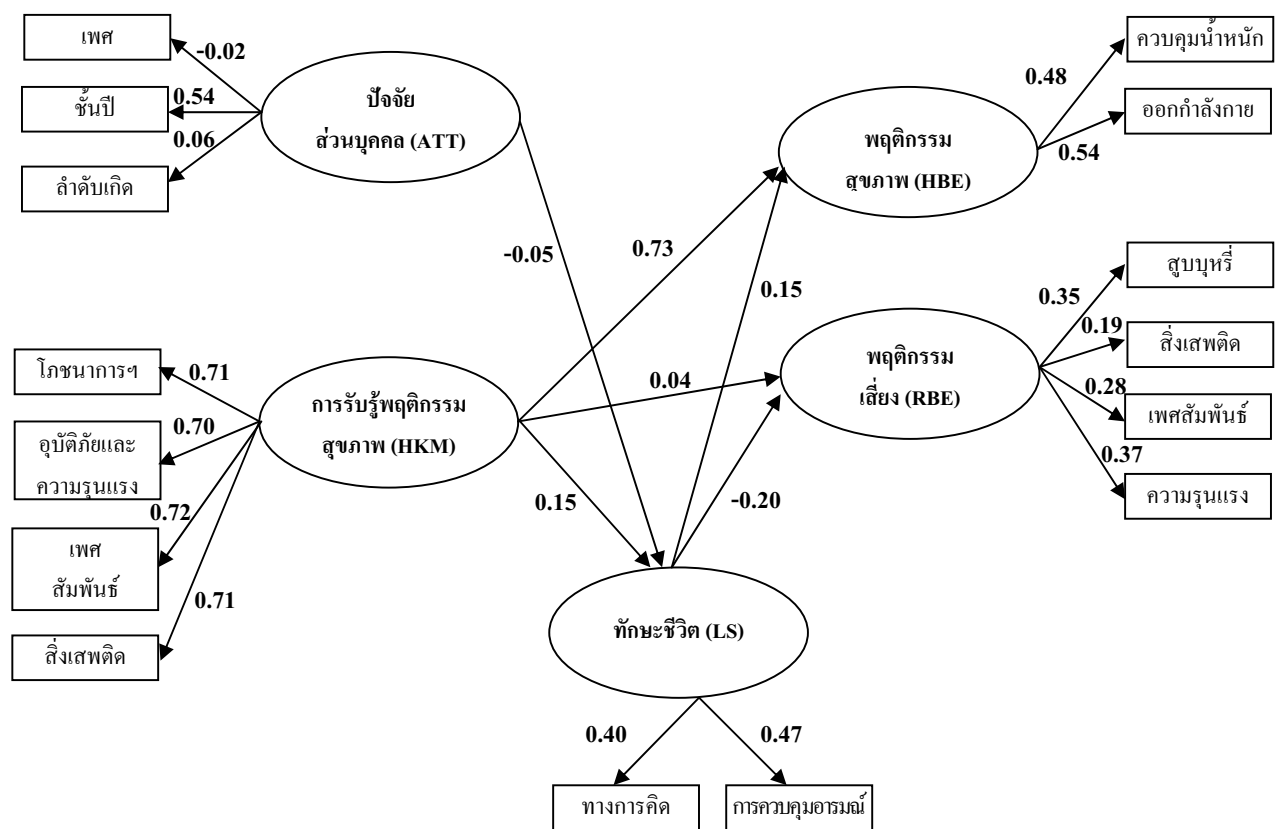 เพศ
-0.02
ชั้นปี
0.54
ลำดับเกิด
0.06
ปัจจัย
ส่วนบุคคล (ATT)
ควบคุมน้ำหนัก
0.48
ออกกำลังกาย
0.54
พฤติกรรม
สุขภาพ (HBE)
-0.05
0.73
0.15
สูบบุหรี่
0.35
0.19
สิ่งเสพติด
0.28
เพศสัมพันธ์
0.37
ความรุนแรง
พฤติกรรม
เสี่ยง (RBE)
0.04
โภชนาการฯ
0.71
0.70
อุบัติภัยและ
ความรุนแรง
0.72
เพศ
สัมพันธ์
0.71
สิ่งเสพติด
การรับรู้พฤติกรรม
สุขภาพ (HKM)
0.15
-0.20
ทักษะชีวิต (LS)
0.40
0.47
ทางการคิด
การควบคุมอารมณ์